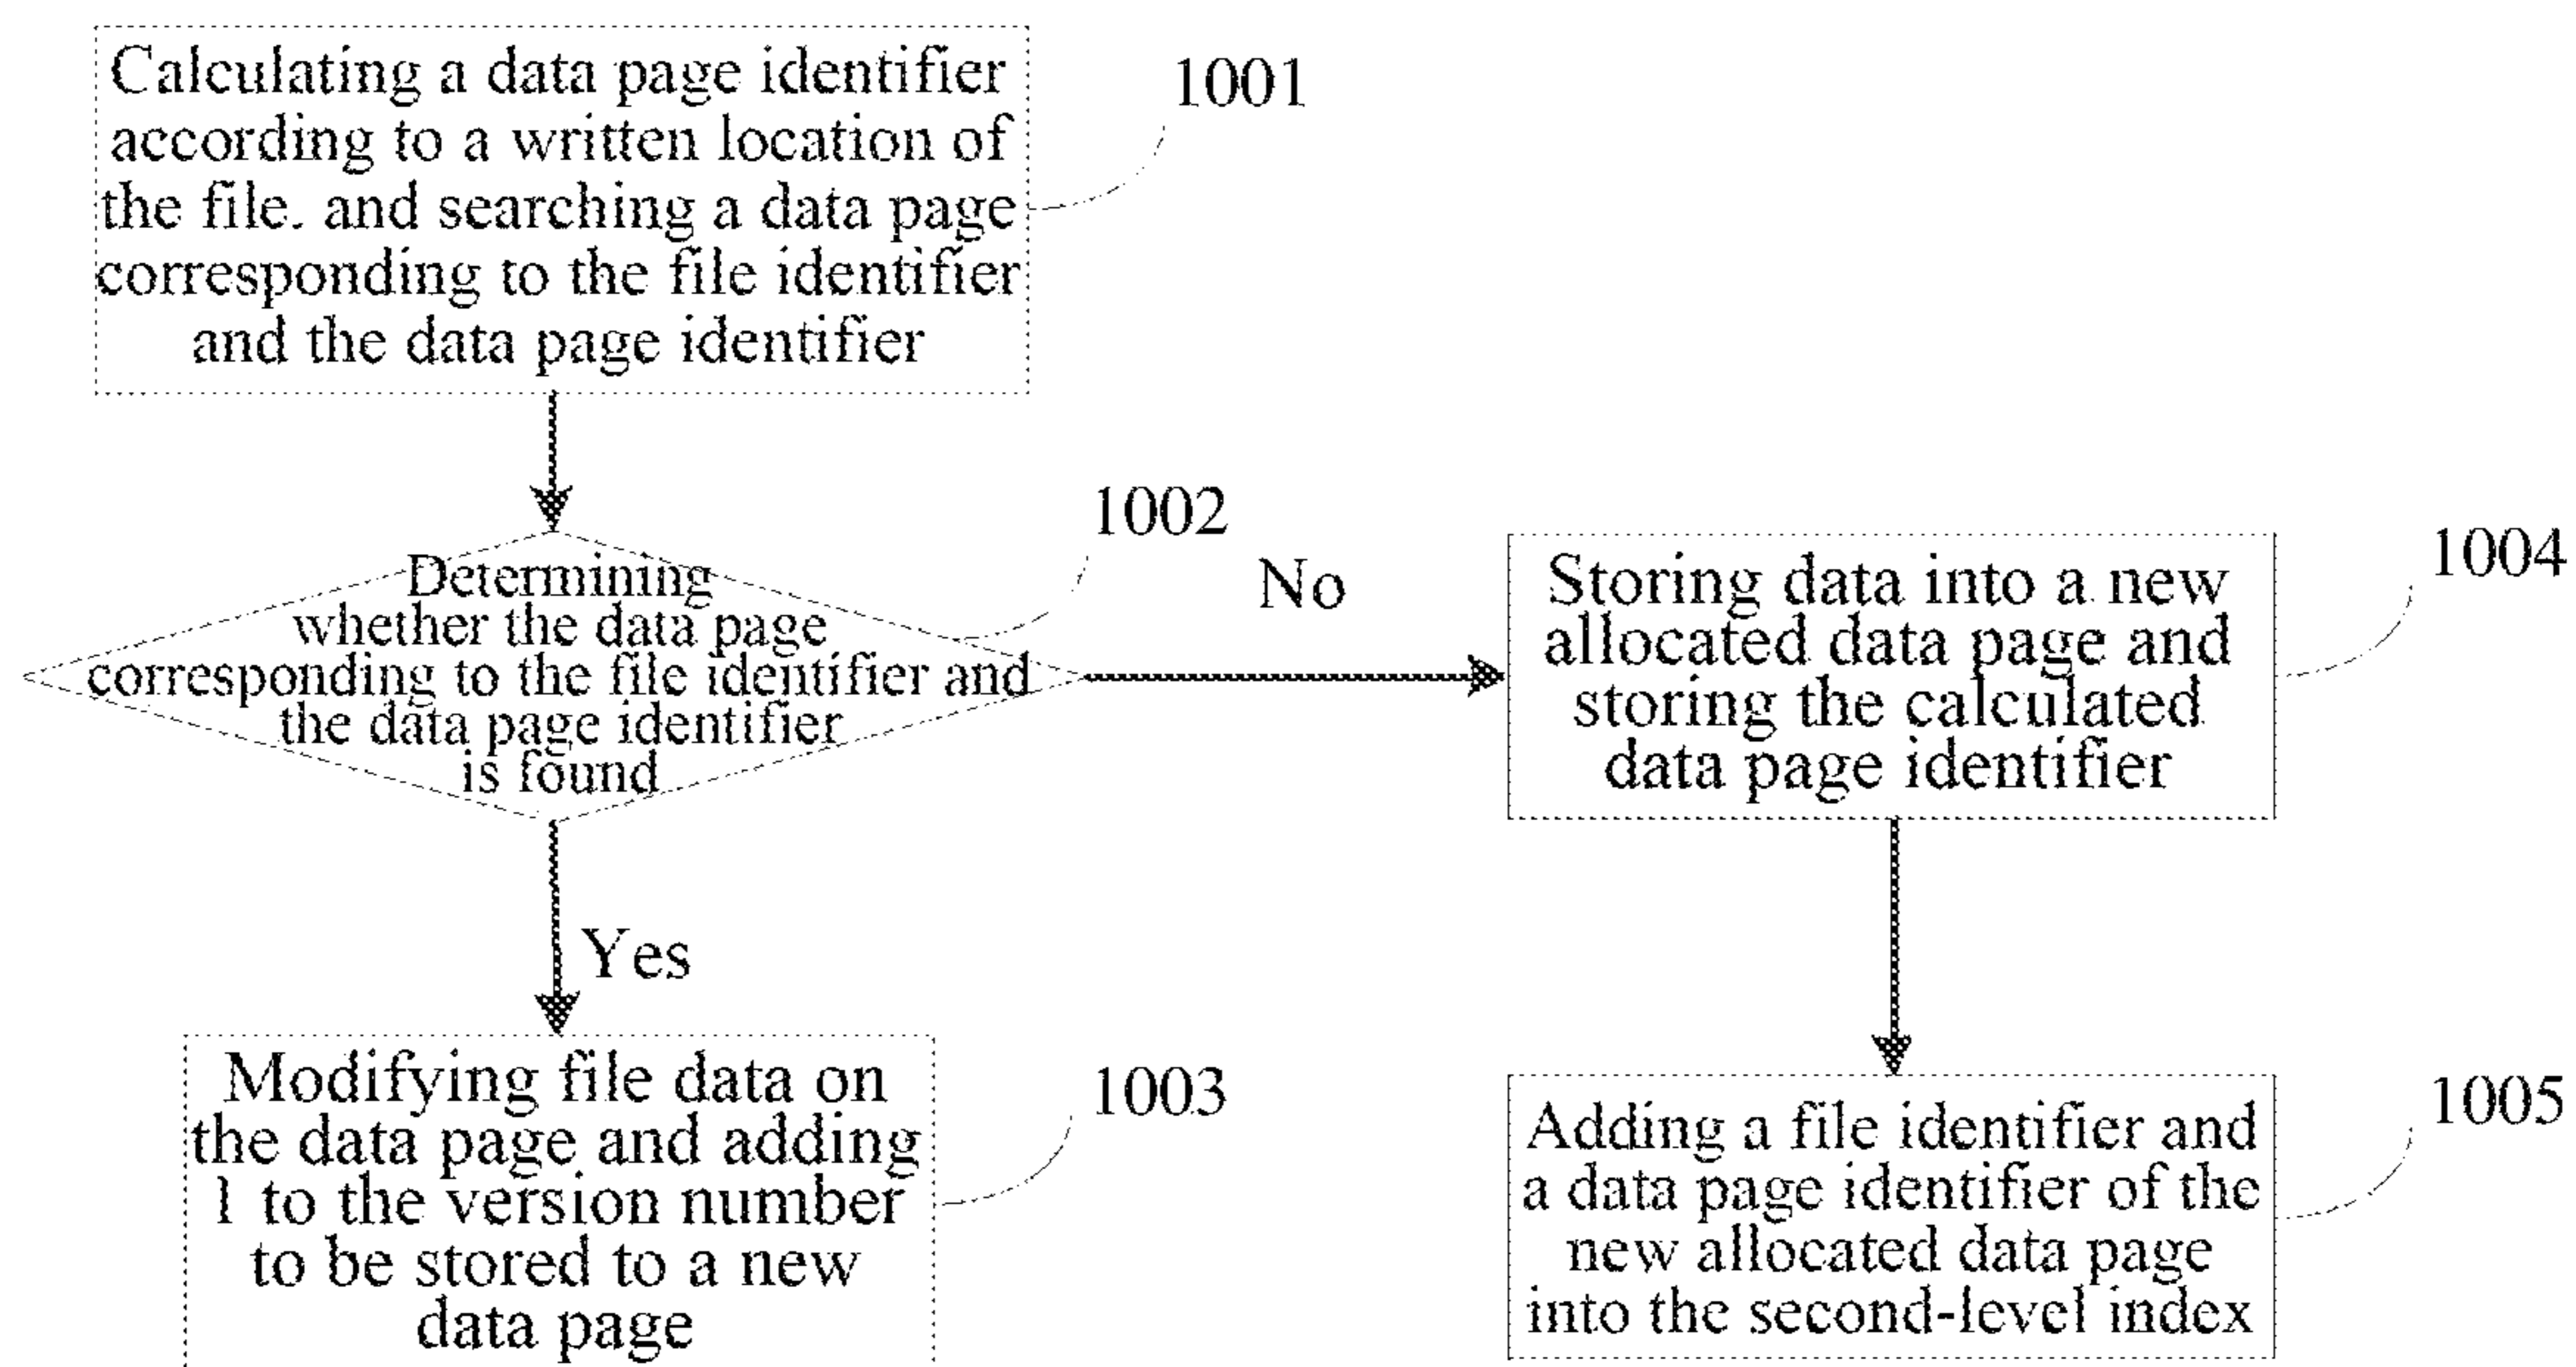 Calculating a data page identifier
according to a written location of
the file. and searching a data page
corresponding to the file identifier
and the data page identifier
1001
Determining
whether the data page
corresponding to the file identifier and
the data page identifier
is found
1002
No
Yes
Modifying file data on
the data page and adding
1 to the version number
to be stored to a new
data page
1003
Storing data into a new
allocated data page and
storing the calculated
data page identifier
1004
Adding a file identifier and
a data page identifier of the
new allocated data page
into the second-level index
1005